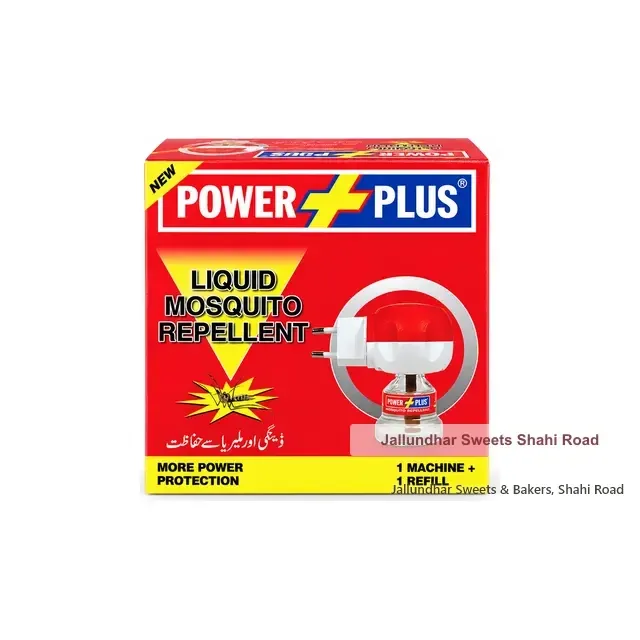 NEW
POWER PLUS®
LIQUID
MOSQUITO
REPELLENT
POWER PLUS
MOSQUITO REPELLENT
ڈینگی اور ملیریا سے حفاظت
Jallundhar Sweets Shahi Road
MORE POWER
PROTECTION
1 MACHINE +
1 REFILL
Jallundhar Sweets & Bakers, Shahi Road